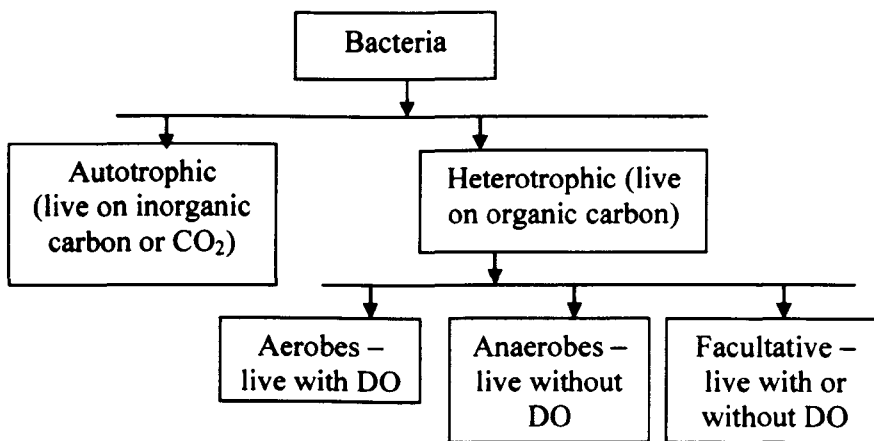 Bacteria
Autotrophic
(live on inorganic
carbon or CO₂)
Heterotrophic (live
on organic carbon)
Aerobes –
live with DO
Anaerobes –
live without
DO
Facultative –
live with or
without DO